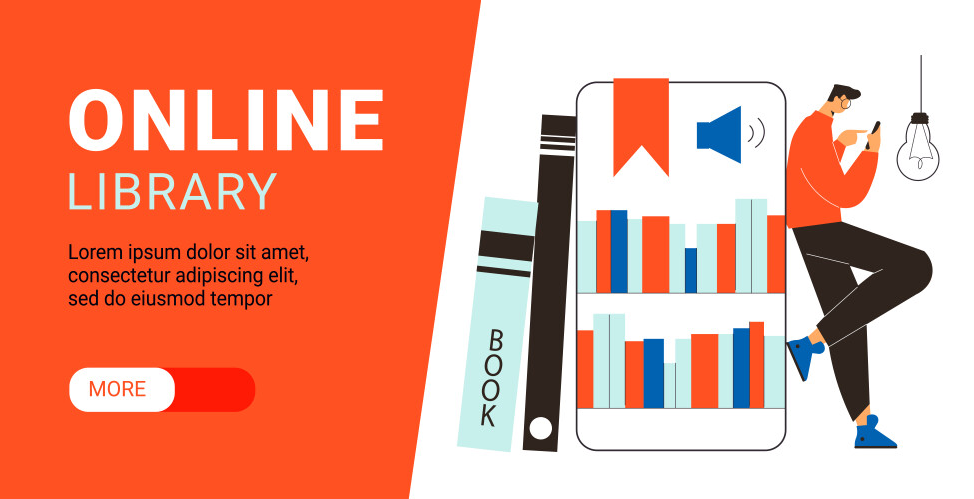 ONLINE
LIBRARY
Lorem ipsum dolor sit amet,
consectetur adipiscing elit,
sed do eiusmod tempor
MORE
BOOK